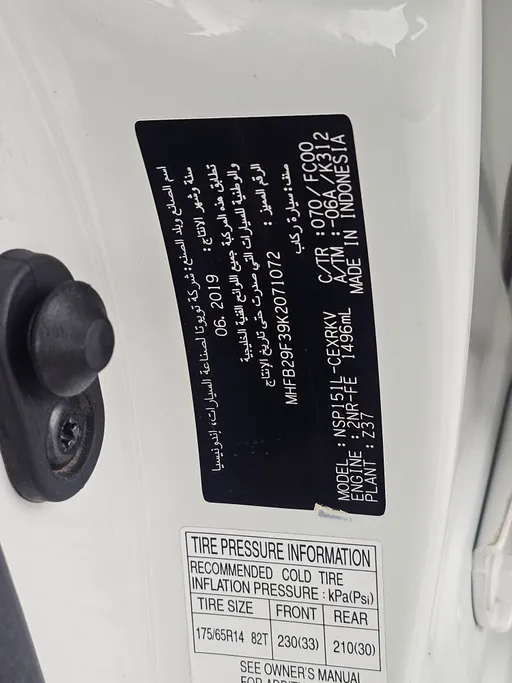 اسم الصانع وبلد الصنع: شركة تويوتا لصناعة السيارات، إندونيسيا
سنة وشهر الانتاج: 06. 2019
تطابق هذه المركبة جميع اللوائح الفنية الخليجية
والوطنية السيارات التي صدرت حتى تاريخ الإنتاج
الرقم المميز : MHFB29F39K2071072
صنف: سيارة ركاب
MODEL : NSP151L-CEXRKV C/TR :070/FC00
ENGINE : 2NR-FE 1496mL A/TM :-06A/K312
PLANT : Z37 MADE IN INDONESIA
TIRE PRESSURE INFORMATION
RECOMMENDED COLD TIRE
INFLATION PRESSURE : kPa(Psi)
TIRE SIZE FRONT REAR
175/65R14 82T 230(33) 210(30)
SEE OWNER'S MANUAL